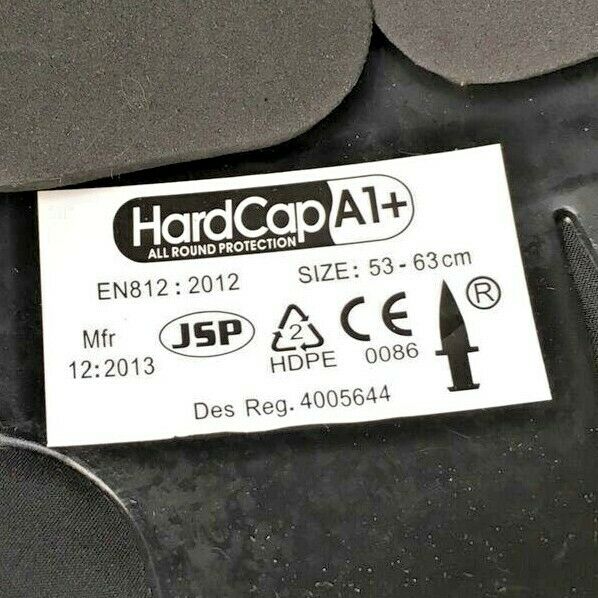 HardCap A1+
ALL ROUND PROTECTION
EN812 : 2012 SIZE: 53 - 63cm
Mfr
12:2013
JSP
2
HDPE
CE
0086
®
Des Reg. 4005644